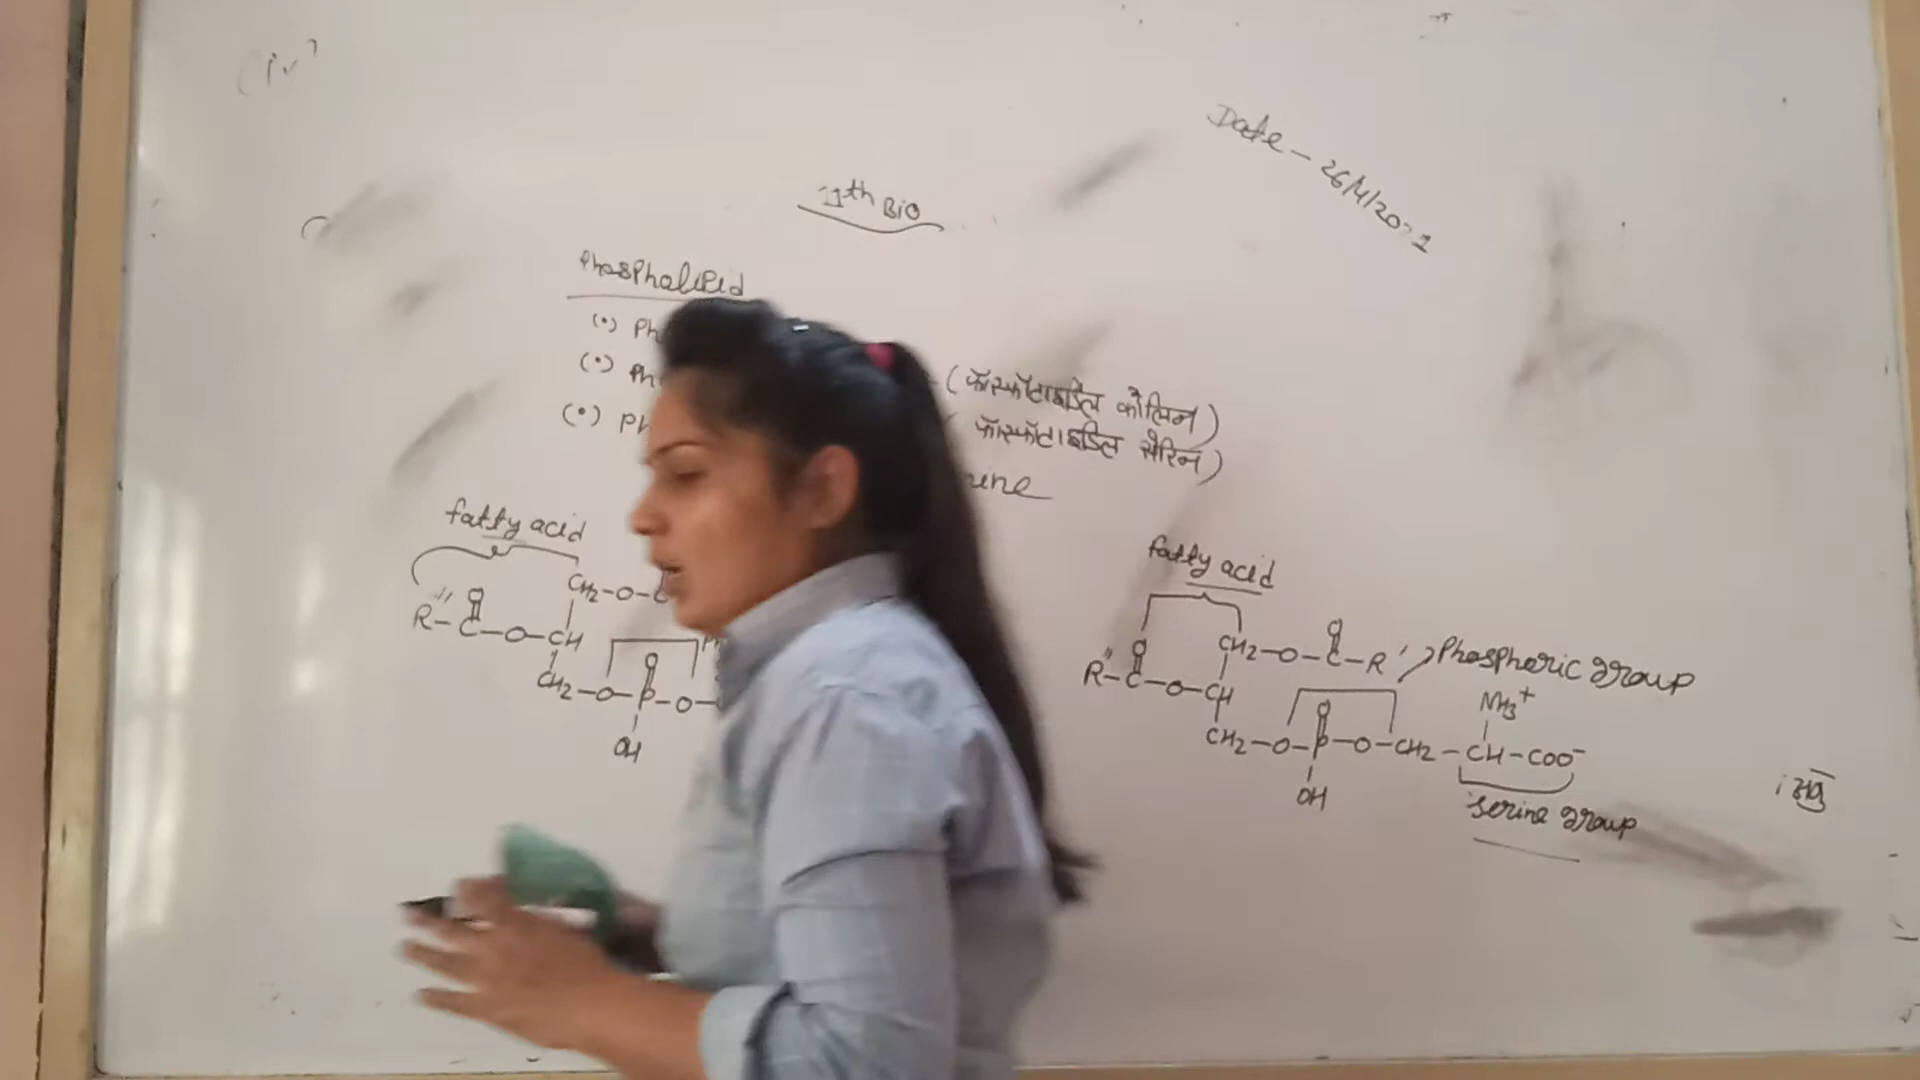 (iv)
Date - 26/4/2021
11th Bio
Phospholipid
(•) Ph
(•) Ph
(फॉस्फॉटाइडिल कोलिन)
(•) Ph
(फॉस्फॉटाइडिल सेरिन)
fatty acid
CH2-O-C
R"-C-O-CH
O
CH2-O-P-O-
O
OH
fatty acid
CH2-O-C-R'
O
Phosphoric group
R"-C-O-CH
O
NH3+
CH2-O-P-O-CH2-CH-COO-
O
OH
serine group